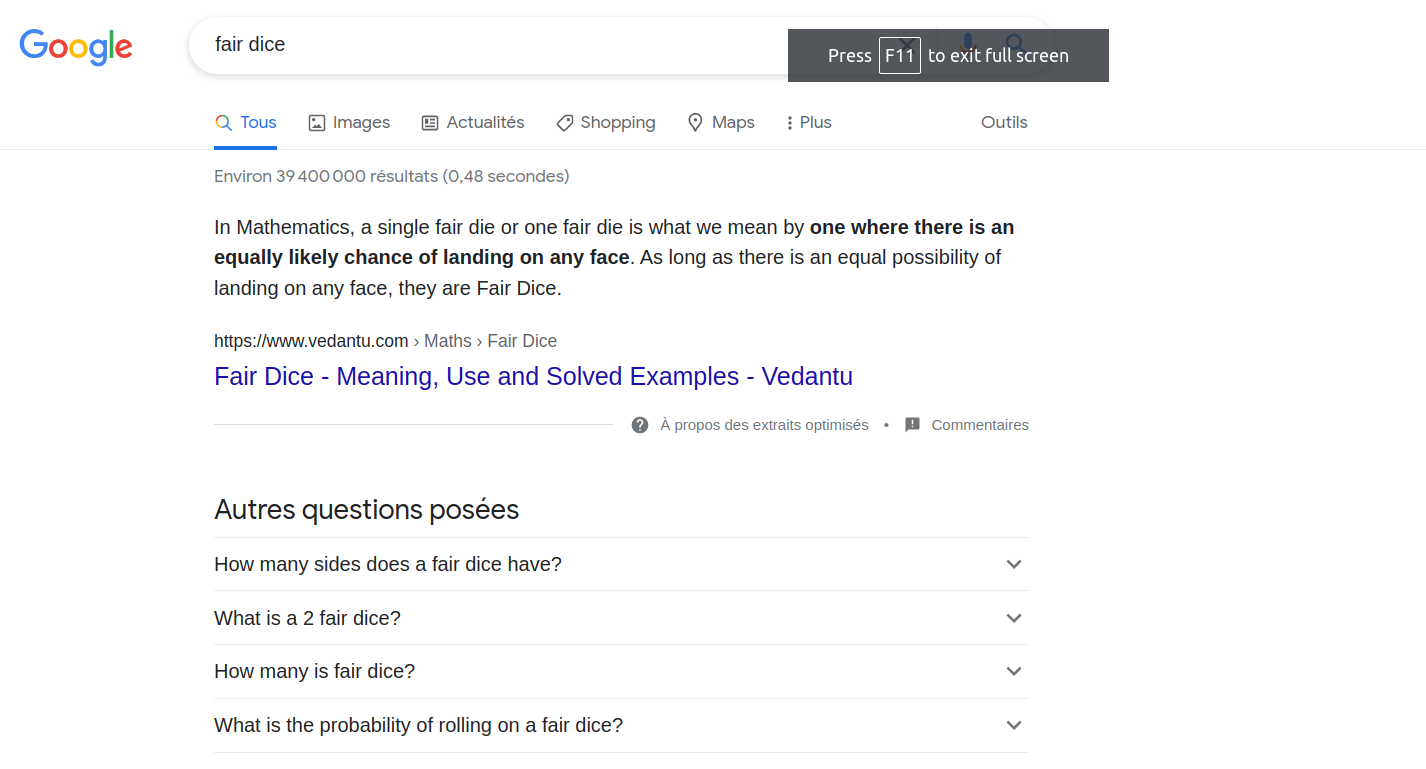 Google
fair dice
Press F11 to exit full screen
Tous Images Actualités Shopping Maps Plus Outils
Environ 39 400 000 résultats (0,48 secondes)
In Mathematics, a single fair die or one fair die is what we mean by one where there is an
equally likely chance of landing on any face. As long as there is an equal possibility of
landing on any face, they are Fair Dice.
https://www.vedantu.com › Maths › Fair Dice
Fair Dice - Meaning, Use and Solved Examples - Vedantu
À propos des extraits optimisés • Commentaires
Autres questions posées
How many sides does a fair dice have?
What is a 2 fair dice?
How many is fair dice?
What is the probability of rolling on a fair dice?